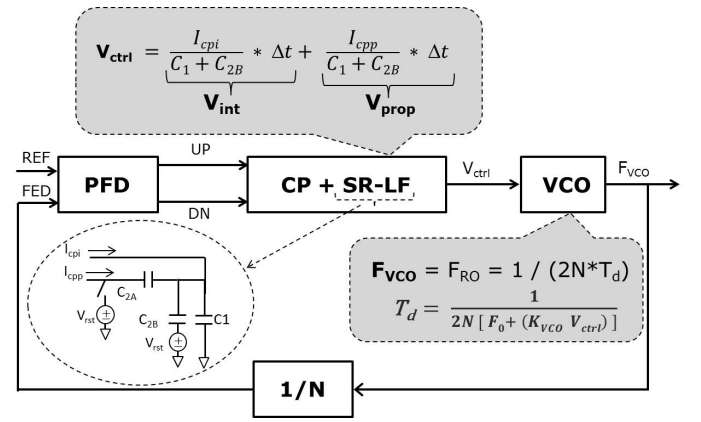 V_ctrl = I_cpi / (C_1 + C_2B) * Δt + I_cpp / (C_1 + C_2B) * Δt
V_int V_prop
REF UP
FED PFD CP + SR-LF V_ctrl VCO F_VCO
DN
I_cpi
I_cpp
C_2A
V_rst ± C_2B C1
V_rst ±
F_VCO = F_RO = 1 / (2N*T_d)
T_d = 1 / 2N [ F_0 + (K_VCO V_ctrl) ]
1/N